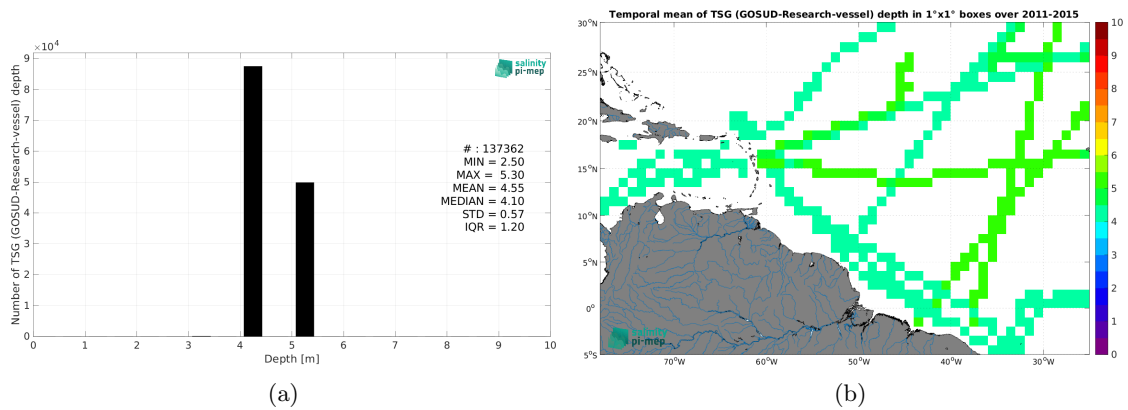 ×10⁴
9
8
7
6
5
4
3
2
1
0
Number of TSG (GOSUD-Research-vessel) depth
0 1 2 3 4 5 6 7 8 9 10
Depth [m]
salinity
pi-mep
# : 137362
MIN = 2.50
MAX = 5.30
MEAN = 4.55
MEDIAN = 4.10
STD = 0.57
IQR = 1.20
(a)
Temporal mean of TSG (GOSUD-Research-vessel) depth in 1°x1° boxes over 2011-2015
30°N
25°N
20°N
15°N
10°N
5°N
0°
5°S
70°W 60°W 50°W 40°W 30°W
salinity
pi-mep
10
9
8
7
6
5
4
3
2
1
0
(b)